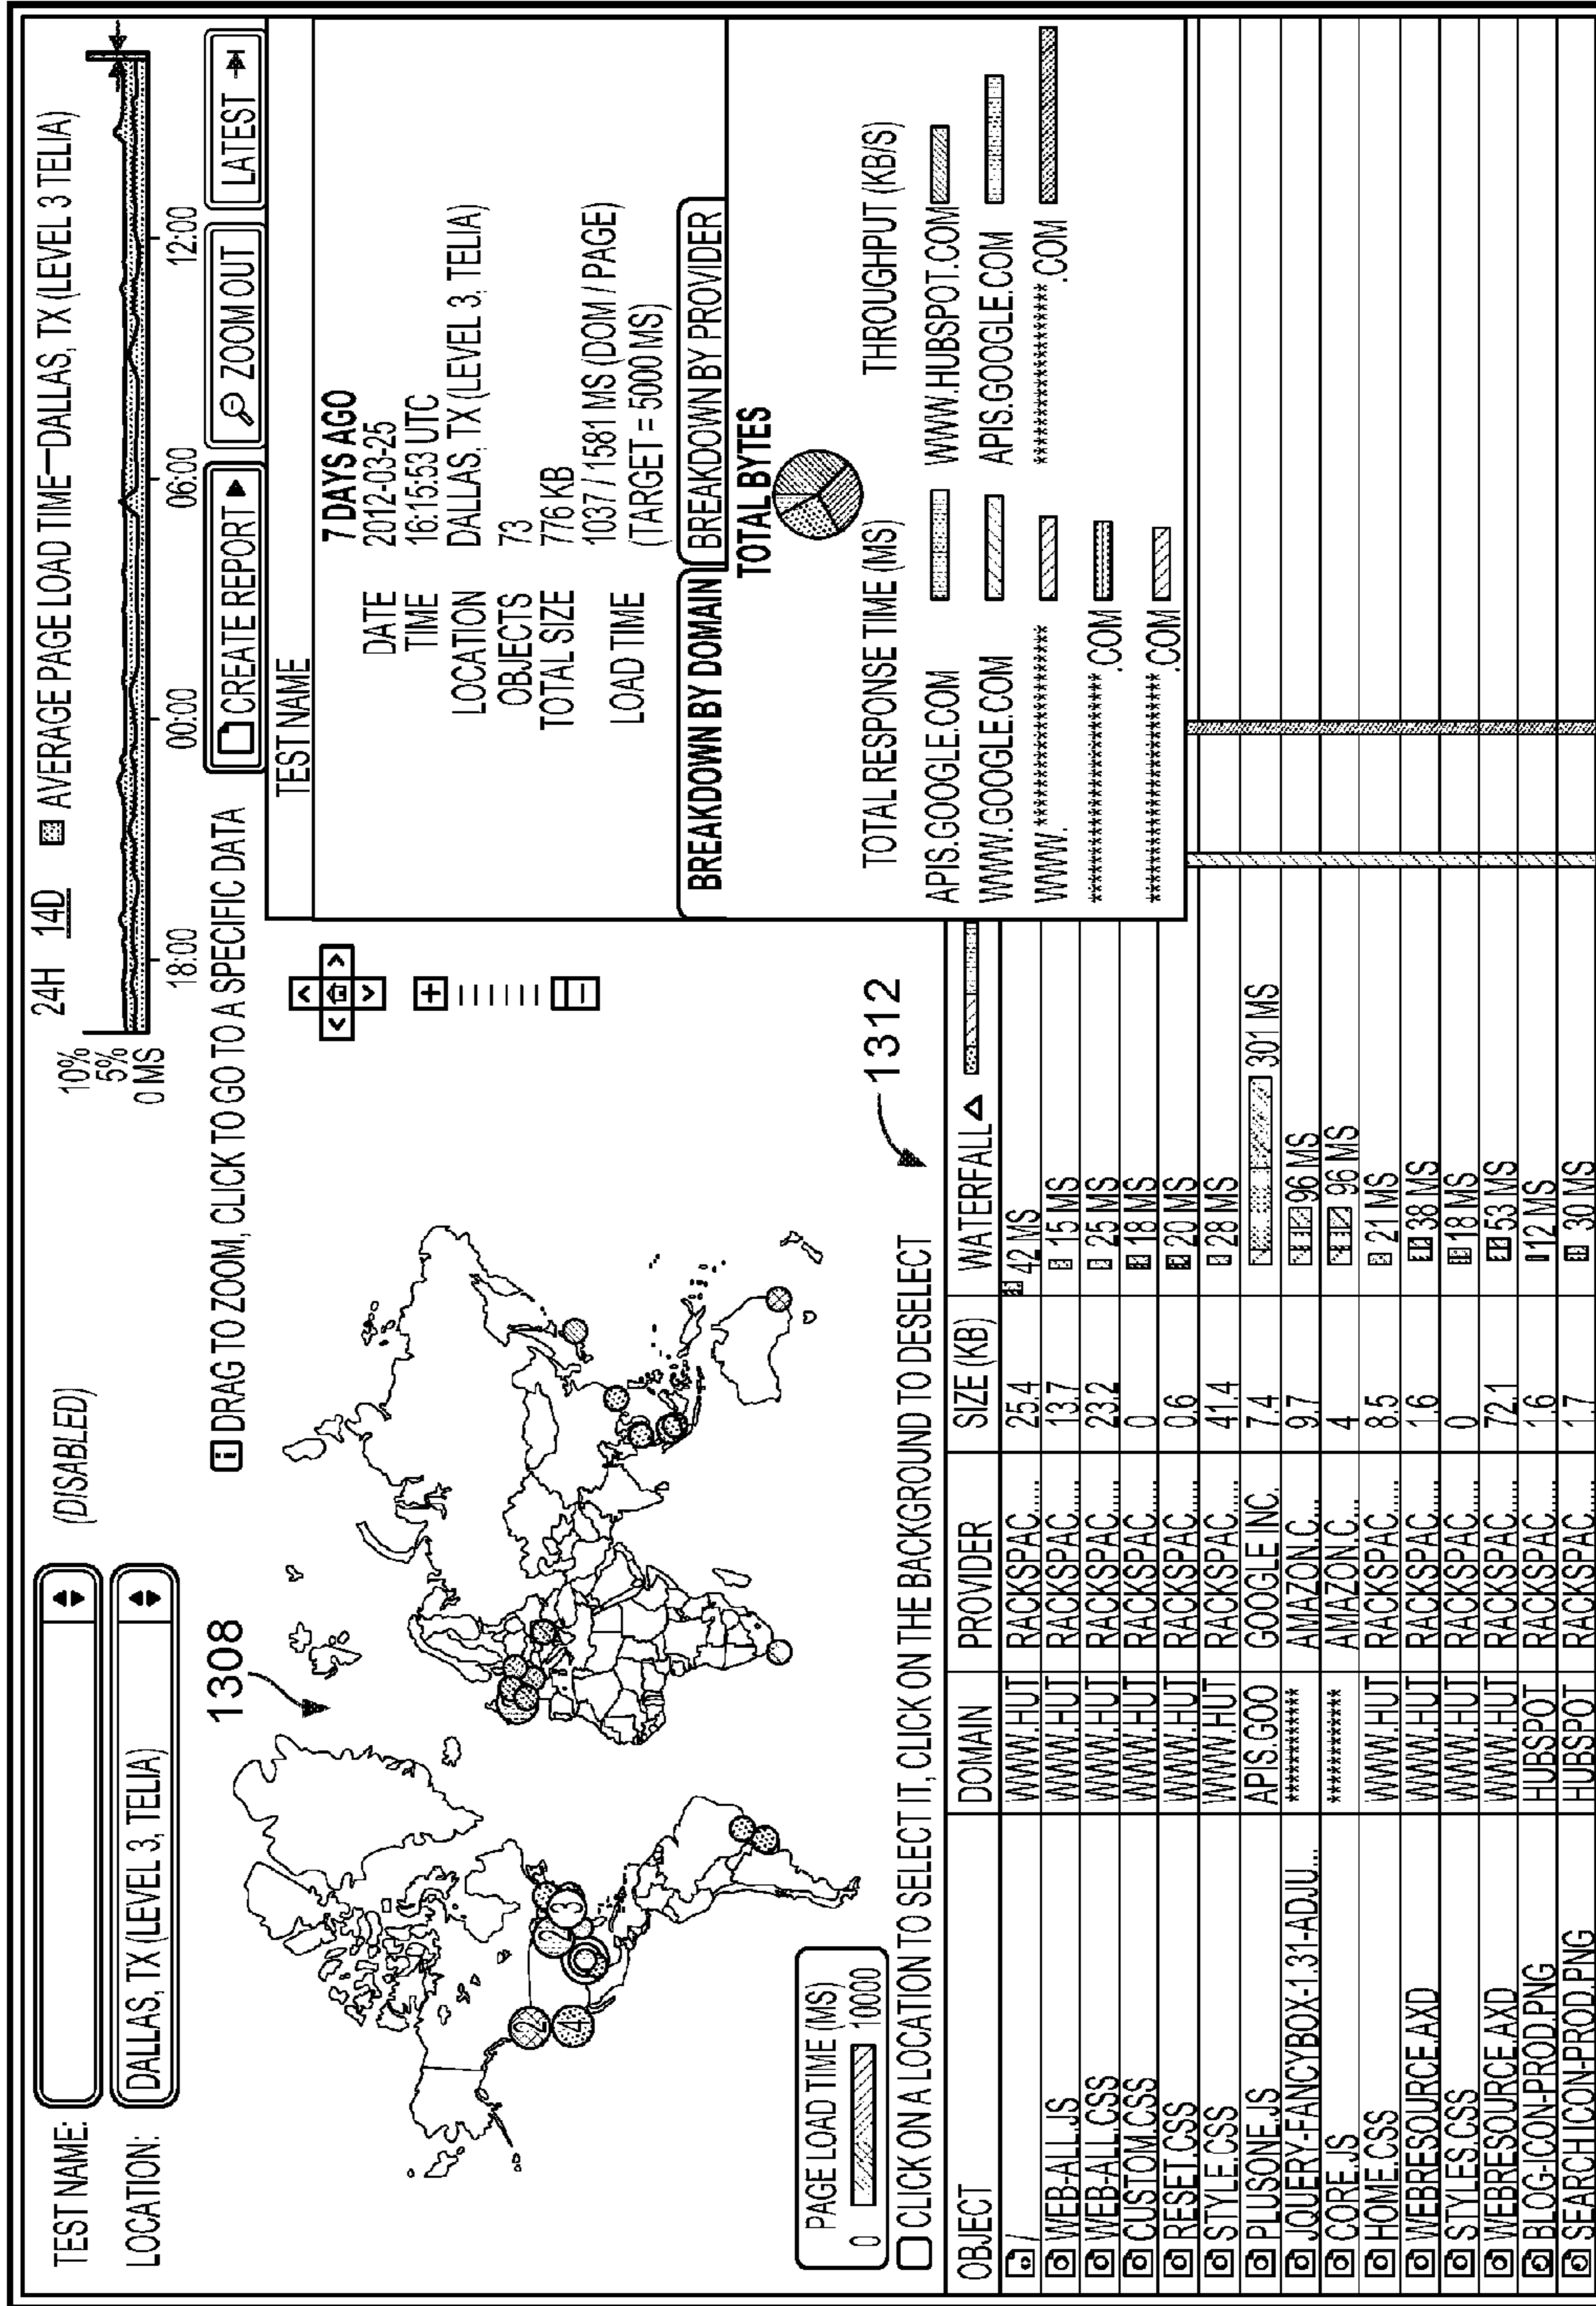 TEST NAME: (DISABLED)
LOCATION: DALLAS, TX (LEVEL 3, TELIA)
24H 14D AVERAGE PAGE LOAD TIME—DALLAS, TX (LEVEL 3 TELIA)
10%
5%
0 MS
18:00 00:00 06:00 12:00
i DRAG TO ZOOM, CLICK TO GO TO A SPECIFIC DATA
CREATE REPORT ZOOM OUT LATEST
1308
2
4
2
3
PAGE LOAD TIME (MS)
0 10000
CLICK ON A LOCATION TO SELECT IT, CLICK ON THE BACKGROUND TO DESELECT
1312
TEST NAME
7 DAYS AGO
DATE 2012-03-25
TIME 16:15:53 UTC
LOCATION DALLAS, TX (LEVEL 3, TELIA)
OBJECTS 73
TOTAL SIZE 776 KB
LOAD TIME 1037 / 1581 MS (DOM / PAGE)
(TARGET = 5000 MS)
BREAKDOWN BY DOMAIN BREAKDOWN BY PROVIDER
TOTAL BYTES
TOTAL RESPONSE TIME (MS) THROUGHPUT (KB/S)
APIS.GOOGLE.COM WWW.HUBSPOT.COM
WWW.GOOGLE.COM APIS.GOOGLE.COM
WWW.************************ ************************.COM
************************.COM
************************.COM
OBJECT DOMAIN PROVIDER SIZE (KB) WATERFALL
/ WWW.HUT RACKSPAC.... 25.4 42 MS
WEB-ALL.JS WWW.HUT RACKSPAC.... 13.7 15 MS
WEB-ALL.CSS WWW.HUT RACKSPAC.... 23.2 25 MS
CUSTOM.CSS WWW.HUT RACKSPAC.... 0 18 MS
RESET.CSS WWW.HUT RACKSPAC.... 0.6 20 MS
STYLE.CSS WWW.HUT RACKSPAC.... 41.4 28 MS
PLUSONE.JS APIS.GOO GOOGLE INC. 7.4 301 MS
JQUERY-FANCYBOX-1.31-ADJU... *********** AMAZON.C... 9.7 96 MS
CORE.JS *********** AMAZON.C... 4 96 MS
HOME.CSS WWW.HUT RACKSPAC.... 8.5 21 MS
WEBRESOURCE.AXD WWW.HUT RACKSPAC.... 1.6 38 MS
STYLES.CSS WWW.HUT RACKSPAC.... 0 18 MS
WEBRESOURCE.AXD WWW.HUT RACKSPAC.... 72.1 53 MS
BLOG-ICON-PROD.PNG HUBSPOT RACKSPAC.... 1.6 12 MS
SEARCH ICON-PROD.PNG HUBSPOT RACKSPAC.... 1.7 30 MS